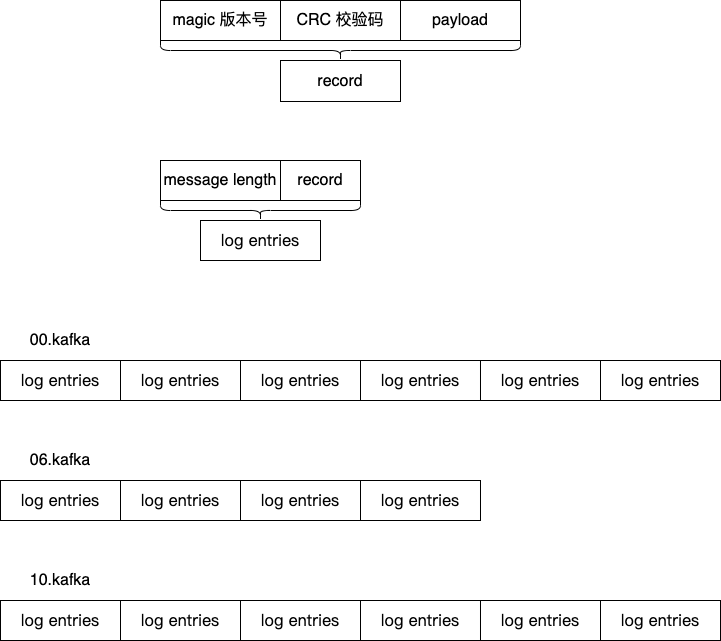 magic 版本号 CRC 校验码 payload
record
message length record
log entries
00.kafka
log entries log entries log entries log entries log entries log entries
06.kafka
log entries log entries log entries log entries
10.kafka
log entries log entries log entries log entries log entries log entries